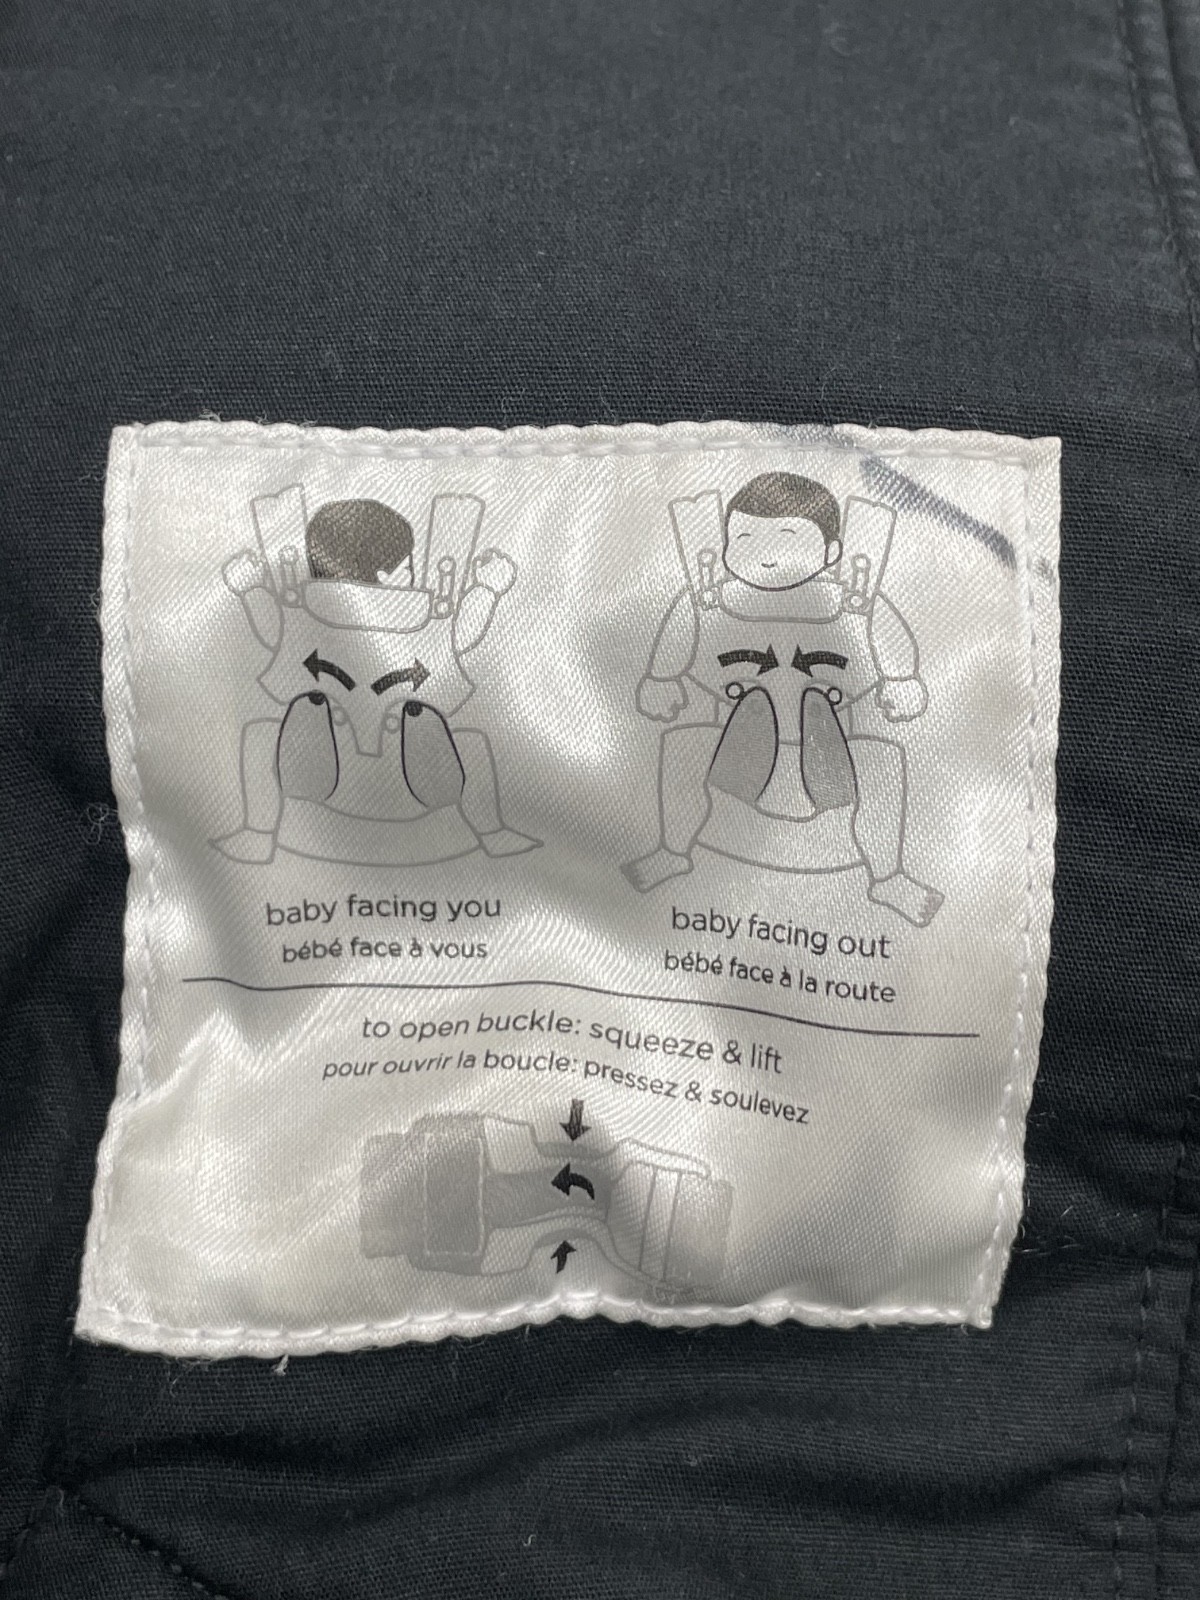 baby facing you
bébé face à vous
baby facing out
bébé face à la route
to open buckle: squeeze & lift
pour ouvrir la boucle: pressez & soulevez